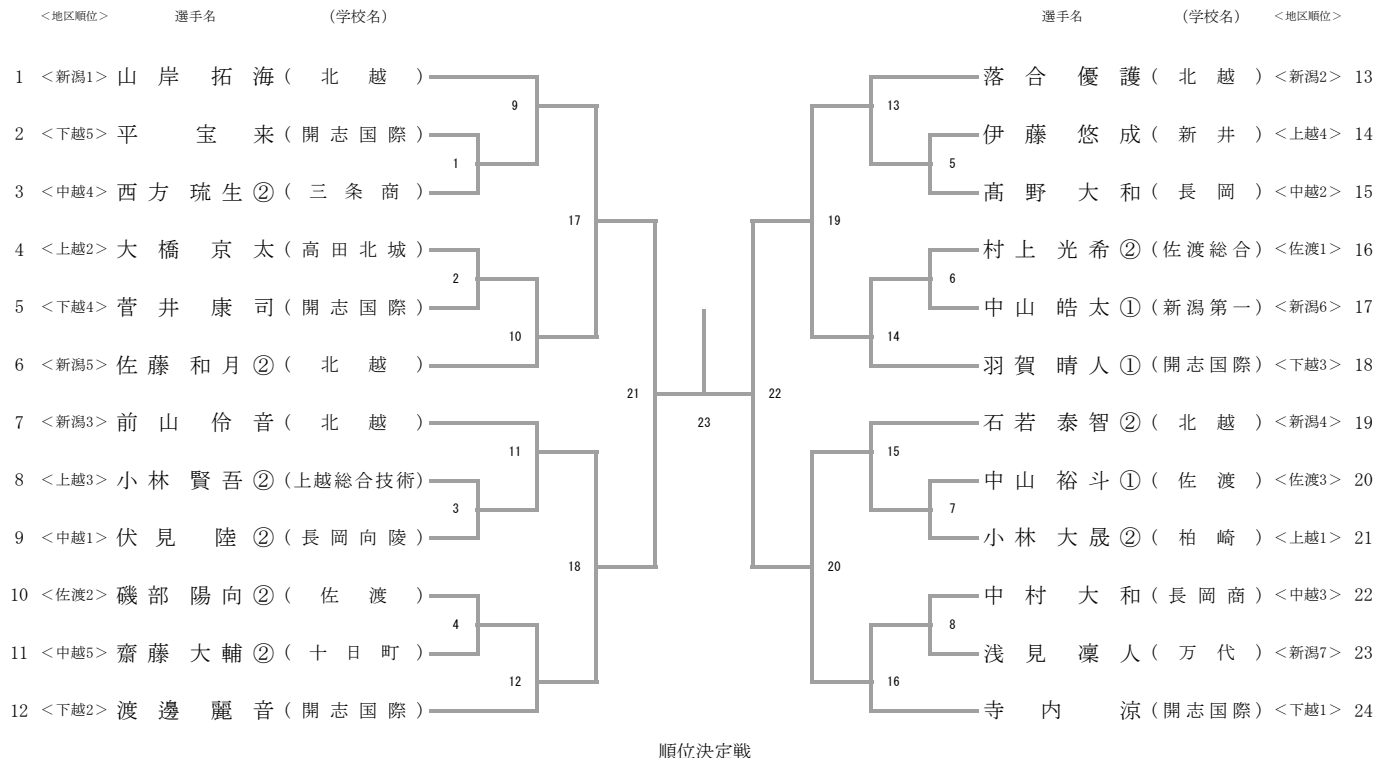 ＜地区順位＞ 選手名 (学校名) 選手名 (学校名) ＜地区順位＞
1 ＜新潟1＞ 山岸 拓海 ( 北越 ) 落合 優護 ( 北越 ) ＜新潟2＞ 13
9 13
2 ＜下越5＞ 平 宝来 ( 開志国際 ) 伊藤 悠成 ( 新井 ) ＜上越4＞ 14
1 5
3 ＜中越4＞ 西方 琉生 ② ( 三条商 ) 髙野 大和 ( 長岡 ) ＜中越2＞ 15
17 19
4 ＜上越2＞ 大橋 京太 ( 高田北城 ) 村上 光希 ② (佐渡総合) ＜佐渡1＞ 16
2 6
5 ＜下越4＞ 菅井 康司 ( 開志国際 ) 中山 皓太 ① (新潟第一) ＜新潟6＞ 17
10 14
6 ＜新潟5＞ 佐藤 和月 ② ( 北越 ) 羽賀 晴人 ① (開志国際) ＜下越3＞ 18
21 23 22
7 ＜新潟3＞ 前山 伶音 ( 北越 ) 石若 泰智 ② ( 北越 ) ＜新潟4＞ 19
11 15
8 ＜上越3＞ 小林 賢吾 ② (上越総合技術) 中山 裕斗 ① ( 佐渡 ) ＜佐渡3＞ 20
3 7
9 ＜中越1＞ 伏見 陸 ② ( 長岡向陵 ) 小林 大晟 ② ( 柏崎 ) ＜上越1＞ 21
18 20
10 ＜佐渡2＞ 磯部 陽向 ② ( 佐渡 ) 中村 大和 ( 長岡商 ) ＜中越3＞ 22
4 8
11 ＜中越5＞ 齋藤 大輔 ② ( 十日町 ) 浅見 凜人 ( 万代 ) ＜新潟7＞ 23
12 16
12 ＜下越2＞ 渡邊 麗音 ( 開志国際 ) 寺内 涼 (開志国際) ＜下越1＞ 24
順位決定戦